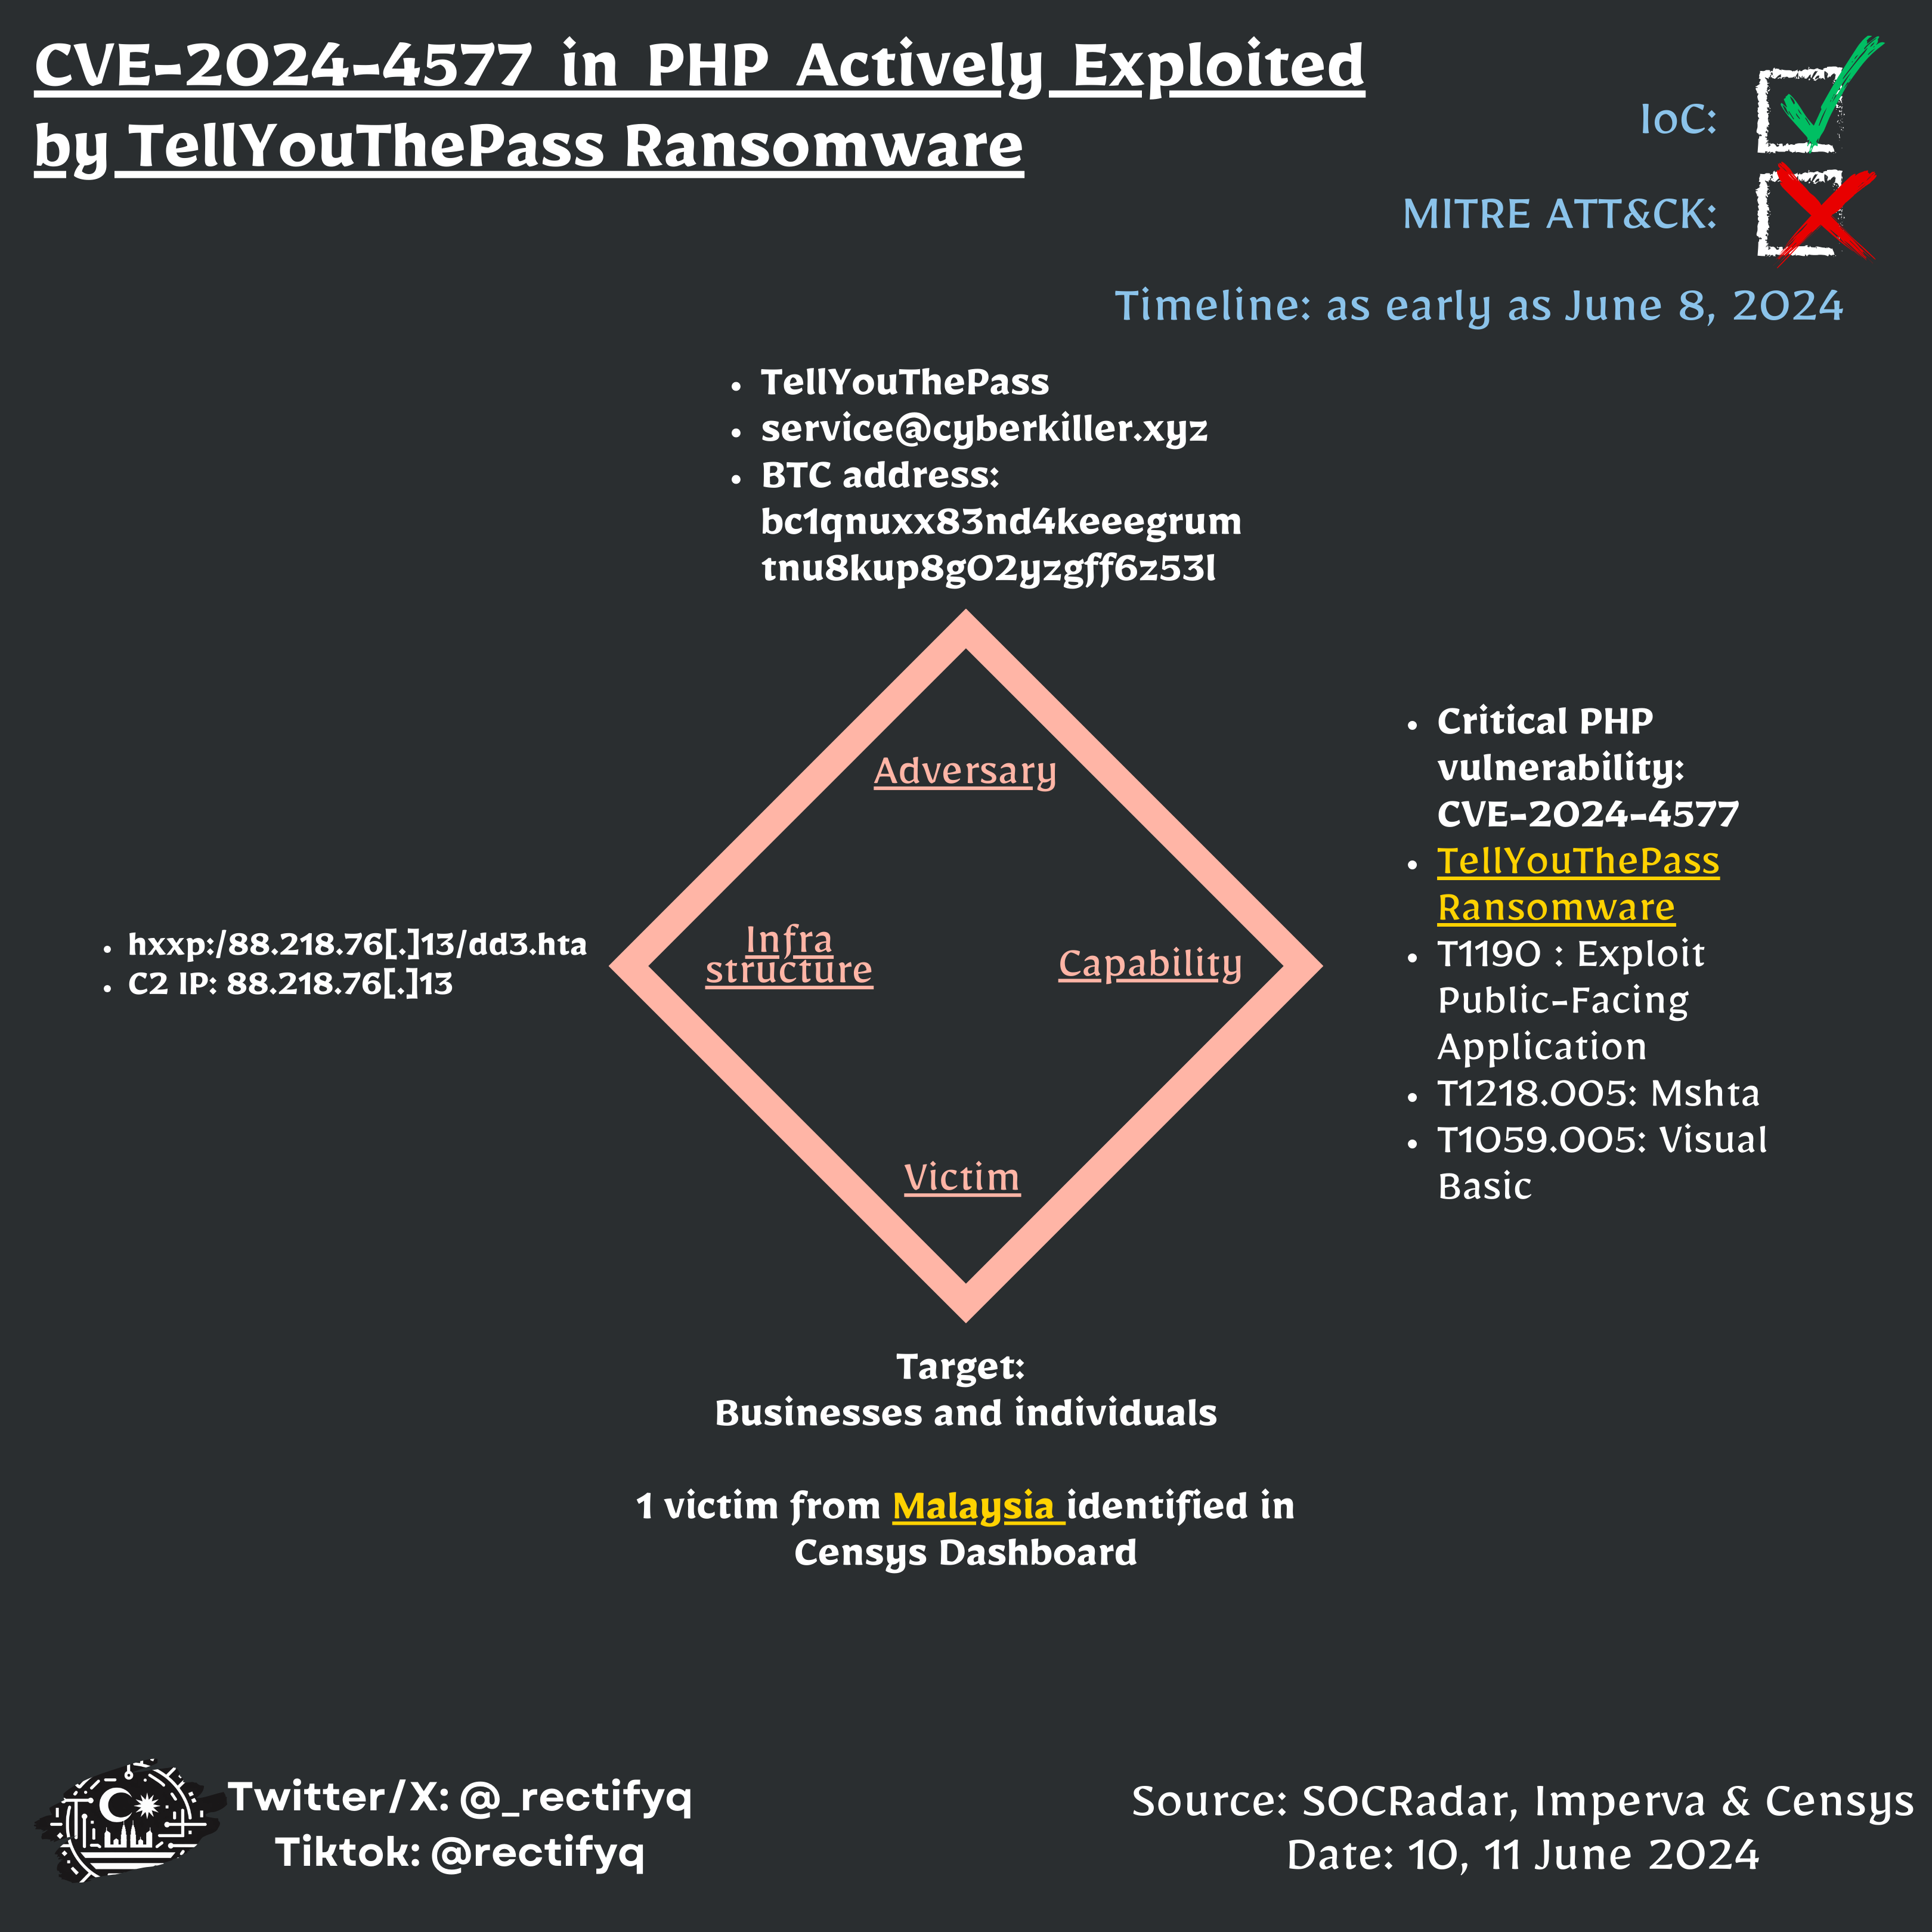 CVE-2024-4577 in PHP Actively Exploited
by TellYouThePass Ransomware
IoC:
MITRE ATT&CK:
Timeline: as early as June 8, 2024
• TellYouThePass
• service@cyberkiller.xyz
• BTC address:
bc1qnuxx83nd4keeegrum
tnu8kup8g02yzgff6z53l
Adversary
Infra
structure
Capability
Victim
• hxxp:/88.218.76[.]13/dd3.hta
• C2 IP: 88.218.76[.]13
• Critical PHP
vulnerability:
CVE-2024-4577
• TellYouThePass
Ransomware
• T1190 : Exploit
Public-Facing
Application
• T1218.005: Mshta
• T1059.005: Visual
Basic
Target:
Businesses and individuals
1 victim from Malaysia identified in
Censys Dashboard
Twitter/X: @_rectifyq
Tiktok: @rectifyq
Source: SOCRadar, Imperva & Censys
Date: 10, 11 June 2024